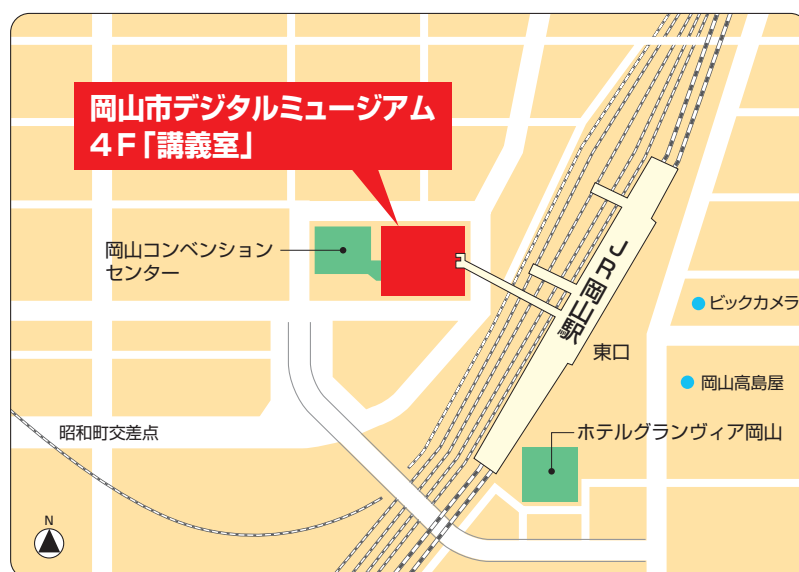 岡山市デジタルミュージアム
４Ｆ「講義室」
岡山コンベンション
センター
ＪＲ岡山駅
ビックカメラ
東口
岡山高島屋
昭和町交差点
ホテルグランヴィア岡山
N